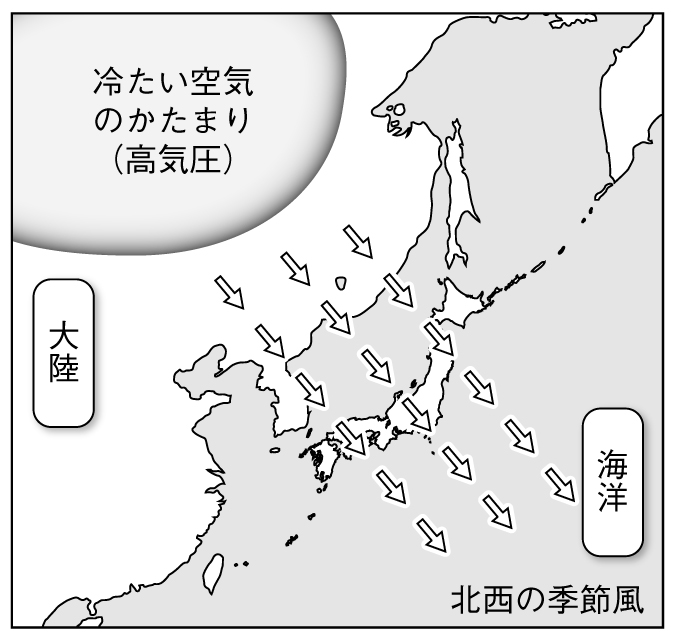 冷たい空気
のかたまり
（高気圧）
大陸
海洋
北西の季節風